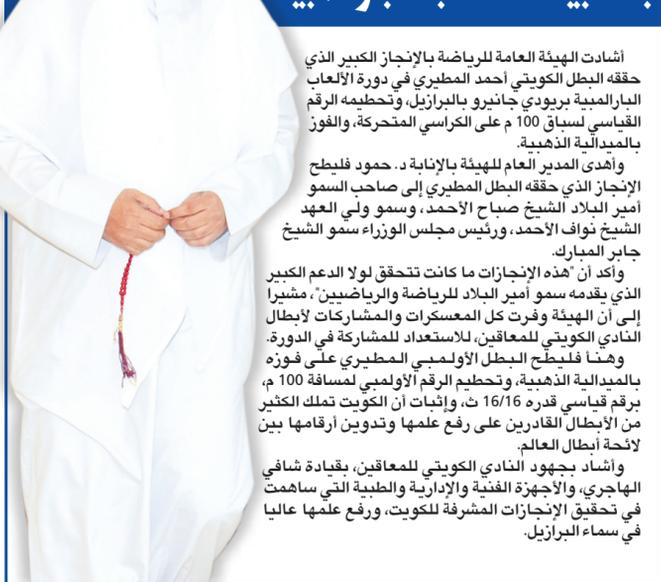 أشادت الهيئة العامة للرياضة بالإنجاز الكبير الذي
حققه البطل الكويتي أحمد المطيري في دورة الألعاب
البارالمبية بريودي جانيرو بالبرازيل، وتحطيمه الرقم
القياسي لسباق 100 م على الكراسي المتحركة، والفوز
بالميدالية الذهبية.
وأهدى المدير العام للهيئة بالإنابة د. حمود فليطح
الإنجاز الذي حققه البطل المطيري إلى صاحب السمو
أمير البلاد الشيخ صباح الأحمد، وسمو ولي العهد
الشيخ نواف الأحمد، ورئيس مجلس الوزراء سمو الشيخ
جابر المبارك.
وأكد أن "هذه الإنجازات ما كانت تتحقق لولا الدعم الكبير
الذي يقدمه سمو أمير البلاد للرياضة والرياضيين"، مشيرا
إلى أن الهيئة وفرت كل المعسكرات والمشاركات لأبطال
النادي الكويتي للمعاقين، للاستعداد للمشاركة في الدورة.
وهنأ فليطح البطل الأولمبي المطيري على فوزه
بالميدالية الذهبية، وتحطيم الرقم الأولمبي لمسافة 100 م،
برقم قياسي قدره 16/16 ث، وإثبات أن الكويت تملك الكثير
من الأبطال القادرين على رفع علمها وتدوين أرقامها بين
لائحة أبطال العالم.
وأشاد بجهود النادي الكويتي للمعاقين، بقيادة شافي
الهاجري، والأجهزة الفنية والإدارية والطبية التي ساهمت
في تحقيق الإنجازات المشرفة للكويت، ورفع علمها عاليا
في سماء البرازيل.